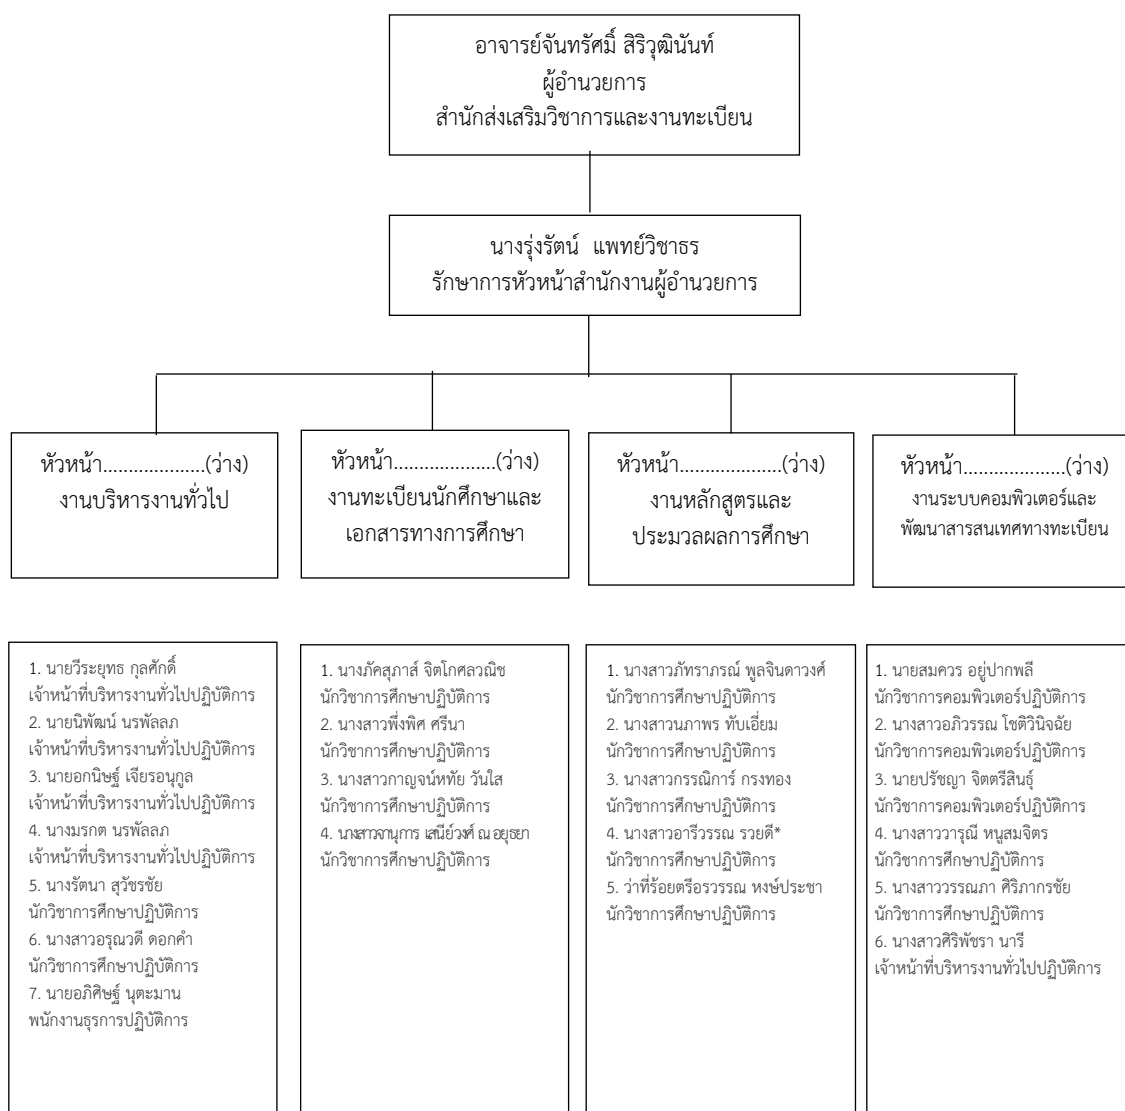 อาจารย์จันทรัศมิ์ สิริวุฒินันท์
ผู้อำนวยการ
สำนักส่งเสริมวิชาการและงานทะเบียน
นางรุ่งรัตน์ แพทย์วิชาธร
รักษาการหัวหน้าสำนักงานผู้อำนวยการ
หัวหน้า....................(ว่าง)
งานบริหารงานทั่วไป
หัวหน้า....................(ว่าง)
งานทะเบียนนักศึกษาและ
เอกสารทางการศึกษา
หัวหน้า....................(ว่าง)
งานหลักสูตรและ
ประมวลผลการศึกษา
หัวหน้า....................(ว่าง)
งานระบบคอมพิวเตอร์และ
พัฒนาสารสนเทศทางทะเบียน
1. นายวีระยุทธ กุลศักดิ์
เจ้าหน้าที่บริหารงานทั่วไปปฏิบัติการ
2. นายนิพัฒน์ นรพัลลภ
เจ้าหน้าที่บริหารงานทั่วไปปฏิบัติการ
3. นายอกนิษฐ์ เจียรอนุกูล
เจ้าหน้าที่บริหารงานทั่วไปปฏิบัติการ
4. นางมรกต นรพัลลภ
เจ้าหน้าที่บริหารงานทั่วไปปฏิบัติการ
5. นางรัตนา สุวัชรชัย
นักวิชาการศึกษาปฏิบัติการ
6. นางสาวอรุณวดี ดอกคำ
นักวิชาการศึกษาปฏิบัติการ
7. นายอภิศิษฐ์ นุตะมาน
พนักงานธุรการปฏิบัติการ
1. นางภัคสุภาส์ จิตโกศลวณิช
นักวิชาการศึกษาปฏิบัติการ
2. นางสาวพึ่งพิศ ศรีนา
นักวิชาการศึกษาปฏิบัติการ
3. นางสาวกาญจน์หทัย วันใส
นักวิชาการศึกษาปฏิบัติการ
4. นางสาวจานุการ เสนีย์วงศ์ ณ อยุธยา
นักวิชาการศึกษาปฏิบัติการ
1. นางสาวภัทราภรณ์ พูลจินดาวงศ์
นักวิชาการศึกษาปฏิบัติการ
2. นางสาวนภาพร ทับเอี่ยม
นักวิชาการศึกษาปฏิบัติการ
3. นางสาวกรรณิการ์ กรงทอง
นักวิชาการศึกษาปฏิบัติการ
4. นางสาวอารีวรรณ รวยดี*
นักวิชาการศึกษาปฏิบัติการ
5. ว่าที่ร้อยตรีอรวรรณ หงษ์ประชา
นักวิชาการศึกษาปฏิบัติการ
1. นายสมควร อยู่ปากพลี
นักวิชาการคอมพิวเตอร์ปฏิบัติการ
2. นางสาวอภิวรรณ โชติวินิจฉัย
นักวิชาการคอมพิวเตอร์ปฏิบัติการ
3. นายปรัชญา จิตตรีสินธุ์
นักวิชาการคอมพิวเตอร์ปฏิบัติการ
4. นางสาววารุณี หนูสมจิตร
นักวิชาการศึกษาปฏิบัติการ
5. นางสาววรรณภา ศิริภากรชัย
นักวิชาการศึกษาปฏิบัติการ
6. นางสาวศิริพัชรา นารี
เจ้าหน้าที่บริหารงานทั่วไปปฏิบัติการ